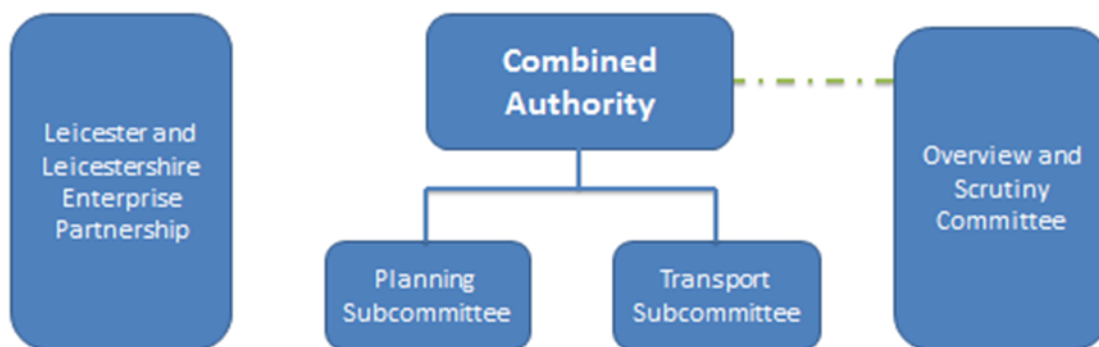 Leicester and
Leicestershire
Enterprise
Partnership
Combined
Authority
Overview and
Scrutiny
Committee
Planning
Subcommittee
Transport
Subcommittee